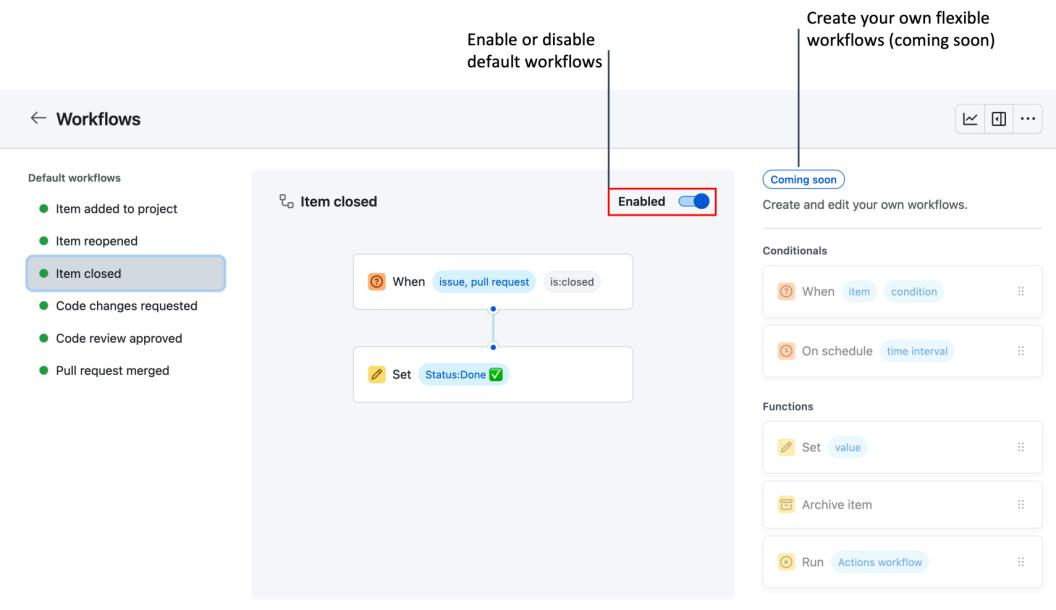 Create your own flexible
workflows (coming soon)
Enable or disable
default workflows
Workflows
Default workflows
Item added to project
Item reopened
Item closed
Code changes requested
Code review approved
Pull request merged
Item closed
Enabled
When issue, pull request is:closed
Set Status:Done ✅
Coming soon
Create and edit your own workflows.
Conditionals
When item condition
On schedule time interval
Functions
Set value
Archive item
Run Actions workflow